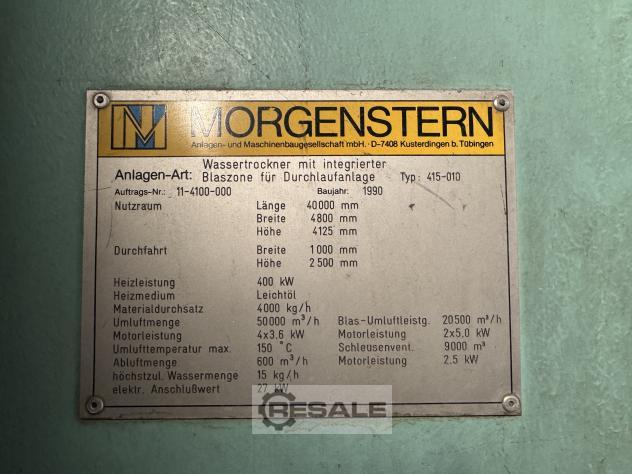 MORGENSTERN
Anlagen- und Maschinenbaugesellschaft mbH. · D-7408 Kusterdingen b. Tübingen
Anlagen-Art: Wassertrockner mit integrierter
Blaszone für Durchlaufanlage Typ: 415-010
Auftrags-Nr.: 11-4100-000 Baujahr: 1990
Nutzraum Länge 40000 mm
Breite 4800 mm
Höhe 4125 mm
Durchfahrt Breite 1000 mm
Höhe 2500 mm
Heizleistung 400 kW
Heizmedium Leichtöl
Materialdurchsatz 4000 kg/h
Umluftmenge 50000 m³/h Blas-Umluftleistg. 20500 m³/h
Motorleistung 4x3.6 kW Motorleistung 2x5.0 kW
Umlufttemperatur max. 150 °C Schleusenvent. 9000 m³
Abluftmenge 600 m³/h Motorleistung 2.5 kW
höchstzul. Wassermenge 15 kg/h
elektr. Anschlußwert 27 kW
RESALE